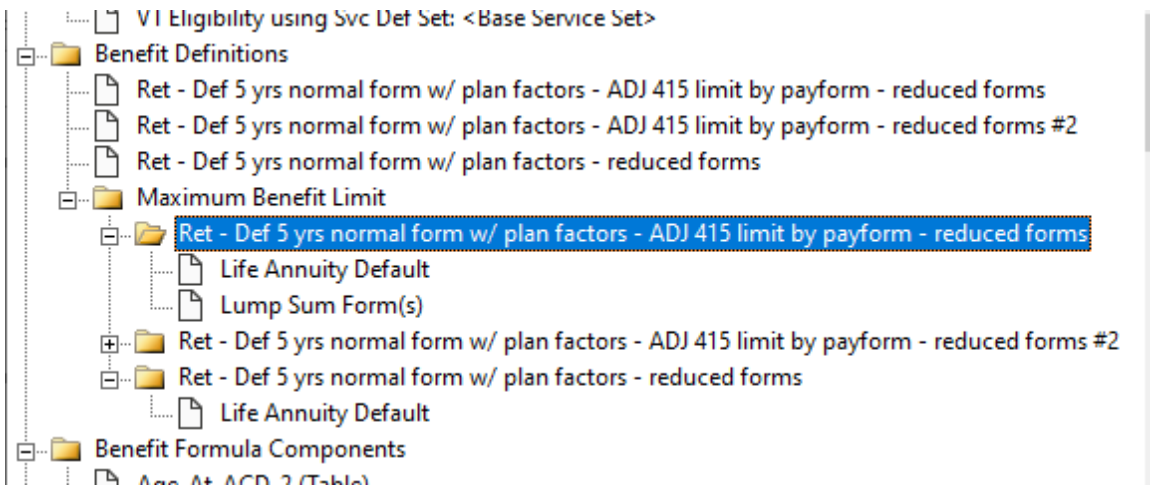 VT Eligibility using Svc Def Set: <Base Service Set>
Benefit Definitions
Ret - Def 5 yrs normal form w/ plan factors - ADJ 415 limit by payform - reduced forms
Ret - Def 5 yrs normal form w/ plan factors - ADJ 415 limit by payform - reduced forms #2
Ret - Def 5 yrs normal form w/ plan factors - reduced forms
Maximum Benefit Limit
Ret - Def 5 yrs normal form w/ plan factors - ADJ 415 limit by payform - reduced forms
Life Annuity Default
Lump Sum Form(s)
Ret - Def 5 yrs normal form w/ plan factors - ADJ 415 limit by payform - reduced forms #2
Ret - Def 5 yrs normal form w/ plan factors - reduced forms
Life Annuity Default
Benefit Formula Components
Age-At-ACD-2 (Table)